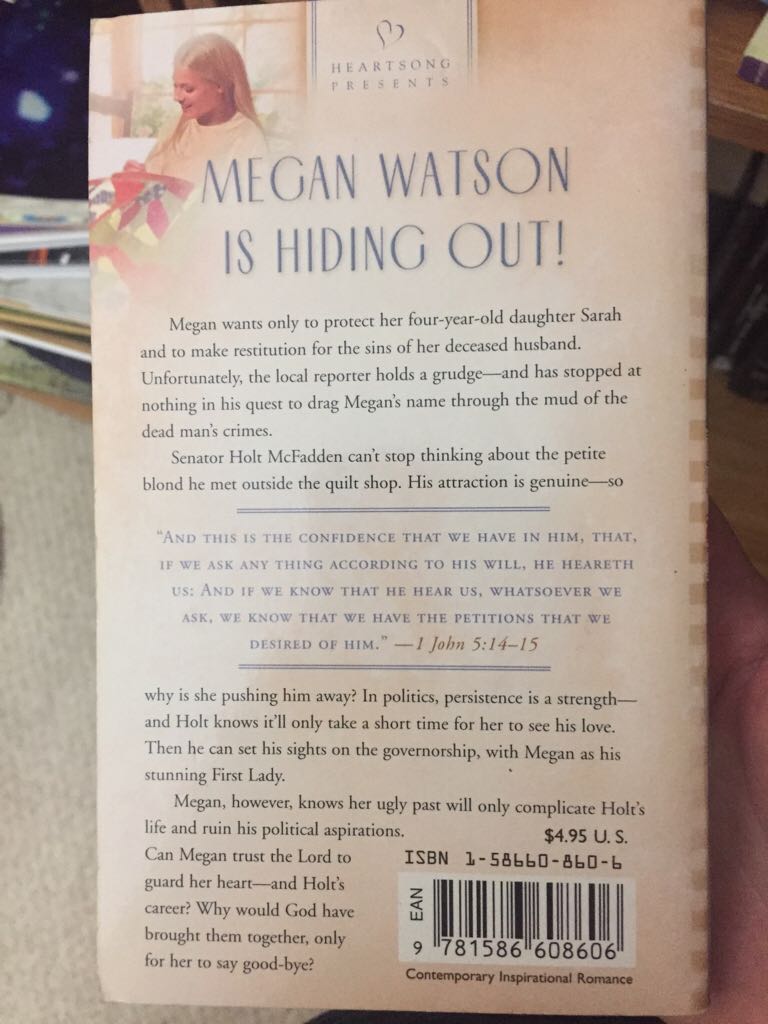 HEARTSONG
PRESENTS
MEGAN WATSON
IS HIDING OUT!
Megan wants only to protect her four-year-old daughter Sarah
and to make restitution for the sins of her deceased husband.
Unfortunately, the local reporter holds a grudge—and has stopped at
nothing in his quest to drag Megan's name through the mud of the
dead man's crimes.
Senator Holt McFadden can't stop thinking about the petite
blond he met outside the quilt shop. His attraction is genuine—so
"AND THIS IS THE CONFIDENCE THAT WE HAVE IN HIM, THAT,
IF WE ASK ANY THING ACCORDING TO HIS WILL, HE HEARETH
US: AND IF WE KNOW THAT HE HEAR US, WHATSOEVER WE
ASK, WE KNOW THAT WE HAVE THE PETITIONS THAT WE
DESIRED OF HIM." —1 John 5:14–15
why is she pushing him away? In politics, persistence is a strength—
and Holt knows it'll only take a short time for her to see his love.
Then he can set his sights on the governorship, with Megan as his
stunning First Lady.
Megan, however, knows her ugly past will only complicate Holt's
life and ruin his political aspirations.
Can Megan trust the Lord to
guard her heart—and Holt's
career? Why would God have
brought them together, only
for her to say good-bye?
$4.95 U. S.
ISBN 1-58660-860-6
EAN
9 781586 608606
Contemporary Inspirational Romance